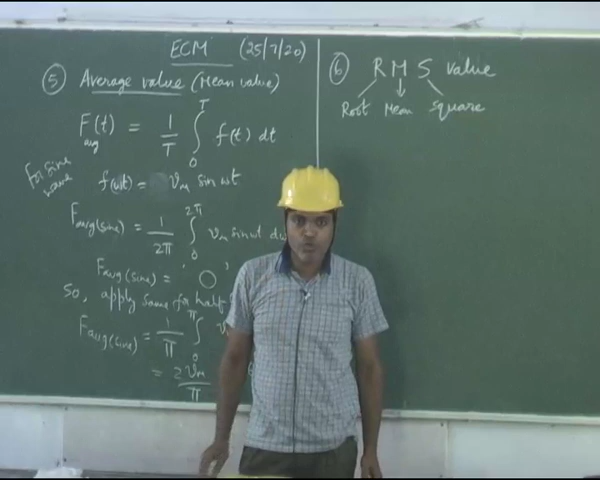 ECM (25/7/20)
⑤ Average value (Mean value)
F(t) avg = 1/T ∫₀ᵀ f(t) dt
For sine wave
f(ωt) = Vm sin ωt
Favg(sine) = 1/2π ∫₀²π Vm sin ωt dω
Favg(sine) = '0'
So, apply same for half
Favg(sine) = 1/π ∫₀π V
= 2Vm/π
⑥ RMS value
Root Mean Square